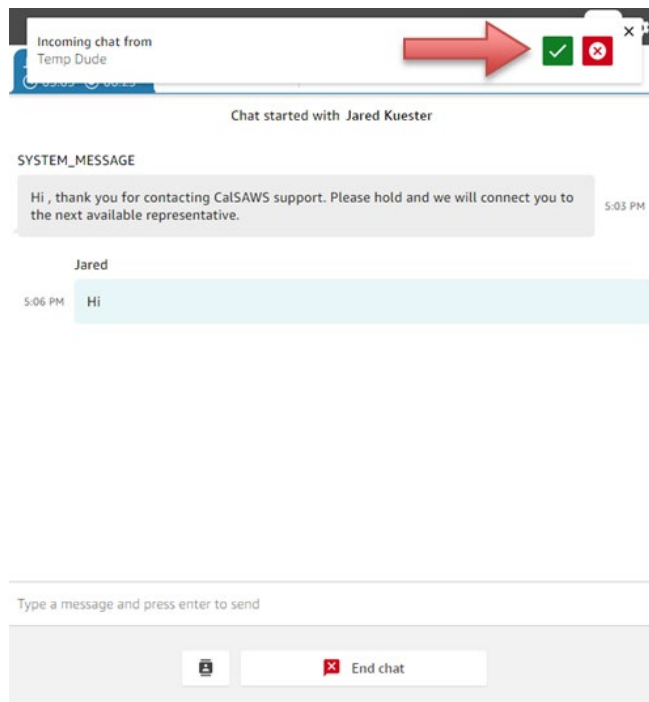 Incoming chat from
Temp Dude
Chat started with Jared Kuester
SYSTEM_MESSAGE
Hi , thank you for contacting CalSAWS support. Please hold and we will connect you to
the next available representative.
5:03 PM
Jared
5:06 PM
Hi
Type a message and press enter to send
End chat